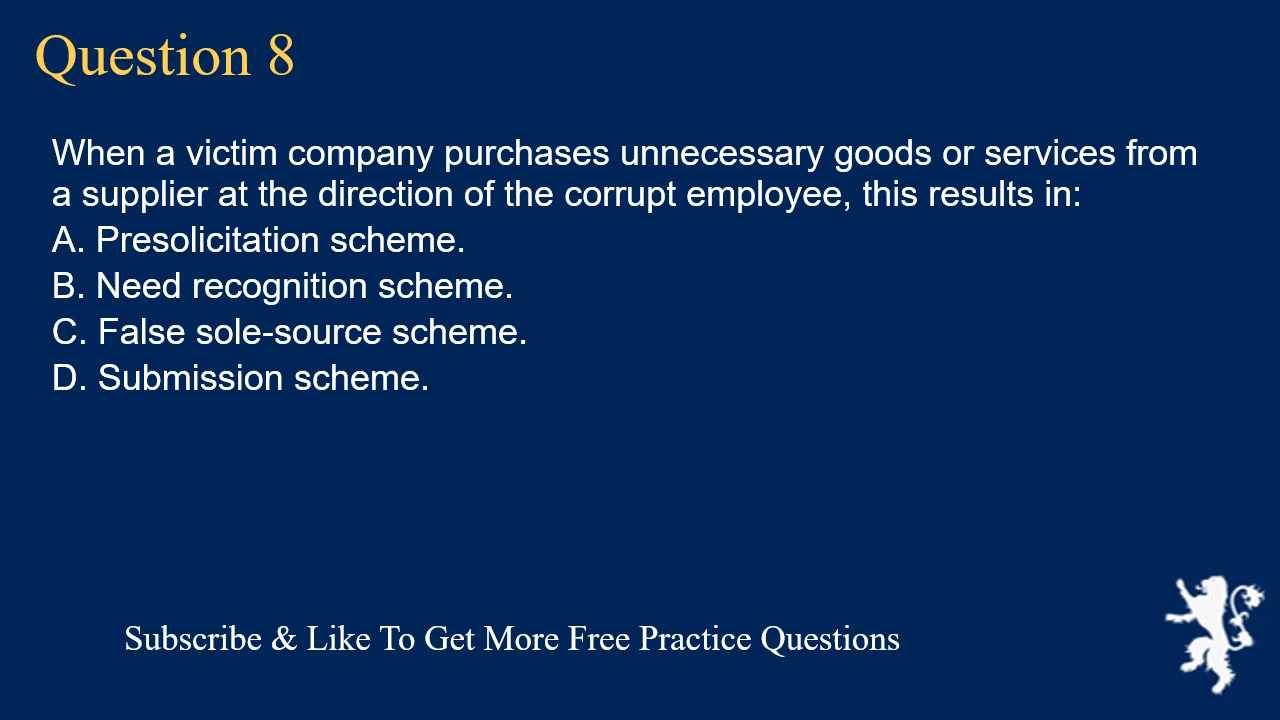 Question 8
When a victim company purchases unnecessary goods or services from
a supplier at the direction of the corrupt employee, this results in:
A. Presolicitation scheme.
B. Need recognition scheme.
C. False sole-source scheme.
D. Submission scheme.
Subscribe & Like To Get More Free Practice Questions